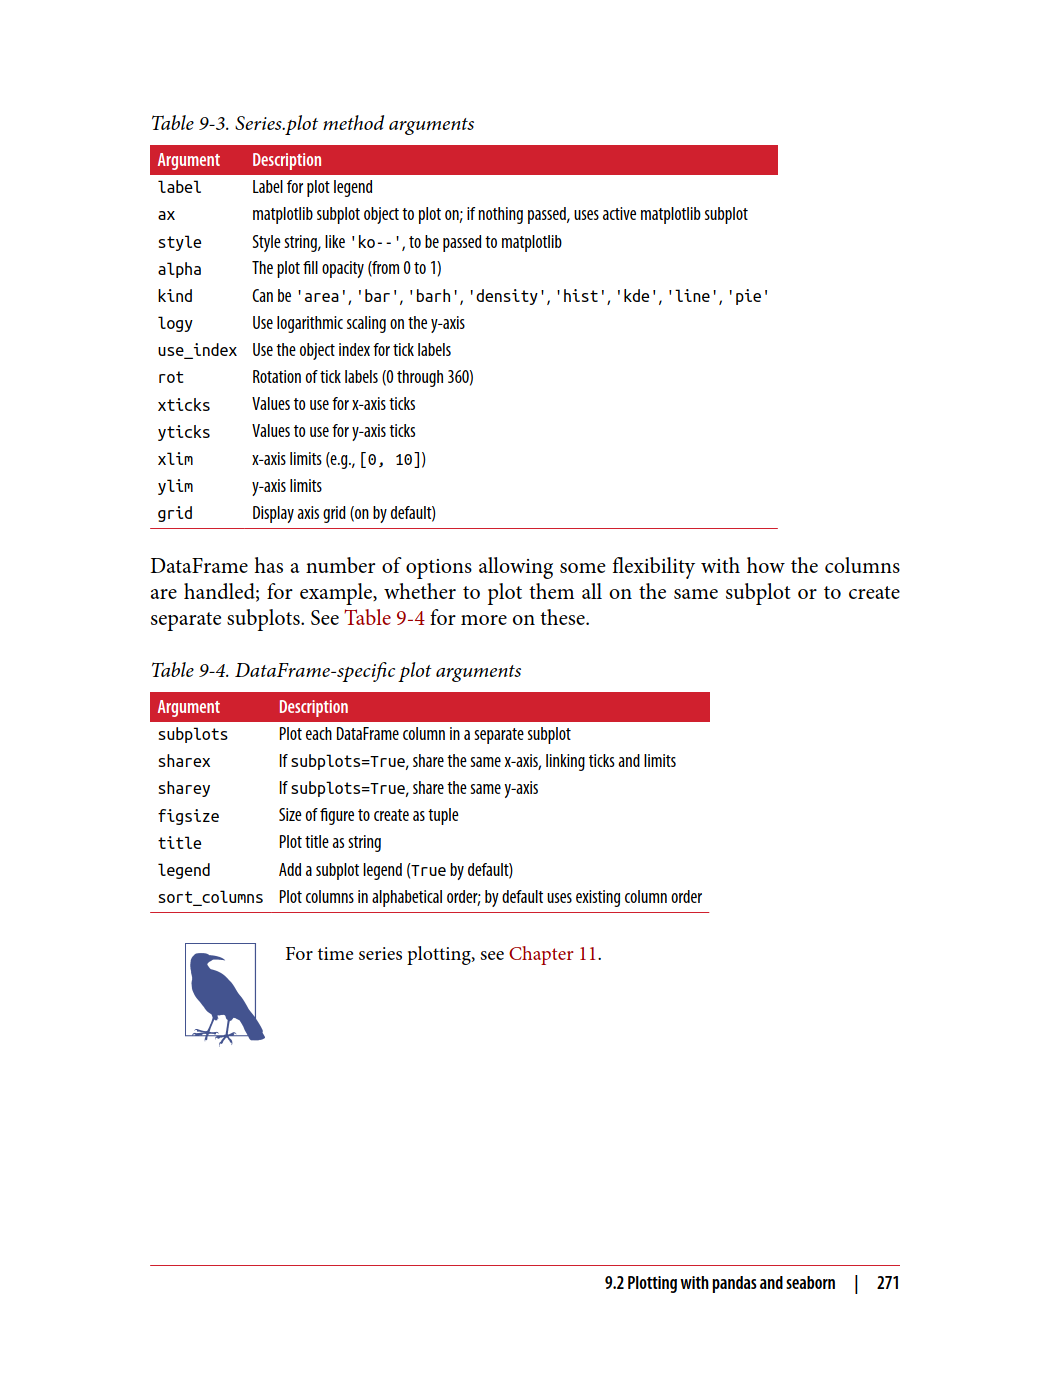 Table 9-3. Series.plot method arguments
Argument Description
label Label for plot legend
ax matplotlib subplot object to plot on; if nothing passed, uses active matplotlib subplot
style Style string, like 'ko--', to be passed to matplotlib
alpha The plot fill opacity (from 0 to 1)
kind Can be 'area', 'bar', 'barh', 'density', 'hist', 'kde', 'line', 'pie'
logy Use logarithmic scaling on the y-axis
use_index Use the object index for tick labels
rot Rotation of tick labels (0 through 360)
xticks Values to use for x-axis ticks
yticks Values to use for y-axis ticks
xlim x-axis limits (e.g., [0, 10])
ylim y-axis limits
grid Display axis grid (on by default)
DataFrame has a number of options allowing some flexibility with how the columns
are handled; for example, whether to plot them all on the same subplot or to create
separate subplots. See Table 9-4 for more on these.
Table 9-4. DataFrame-specific plot arguments
Argument Description
subplots Plot each DataFrame column in a separate subplot
sharex If subplots=True, share the same x-axis, linking ticks and limits
sharey If subplots=True, share the same y-axis
figsize Size of figure to create as tuple
title Plot title as string
legend Add a subplot legend (True by default)
sort_columns Plot columns in alphabetical order; by default uses existing column order
For time series plotting, see Chapter 11.
9.2 Plotting with pandas and seaborn | 271